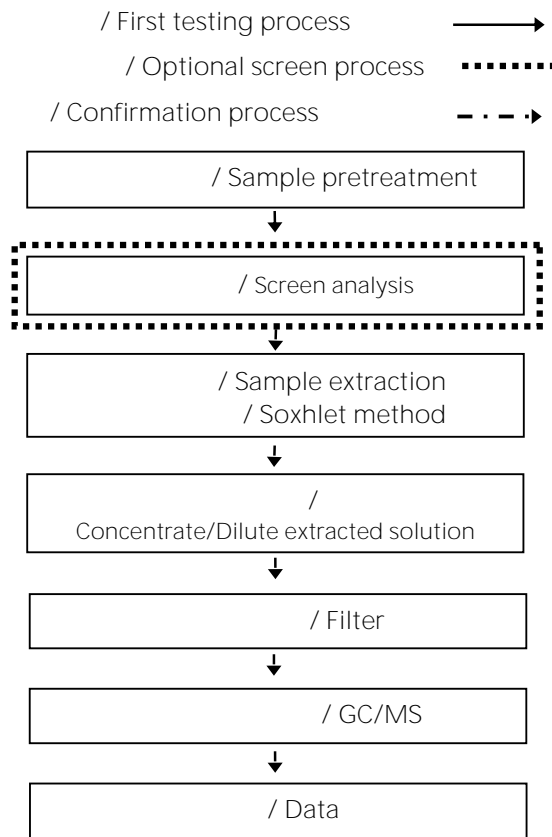 / First testing process
/ Optional screen process
/ Confirmation process
/ Sample pretreatment
/ Screen analysis
/ Sample extraction
/ Soxhlet method
/
Concentrate/Dilute extracted solution
/ Filter
/ GC/MS
/ Data